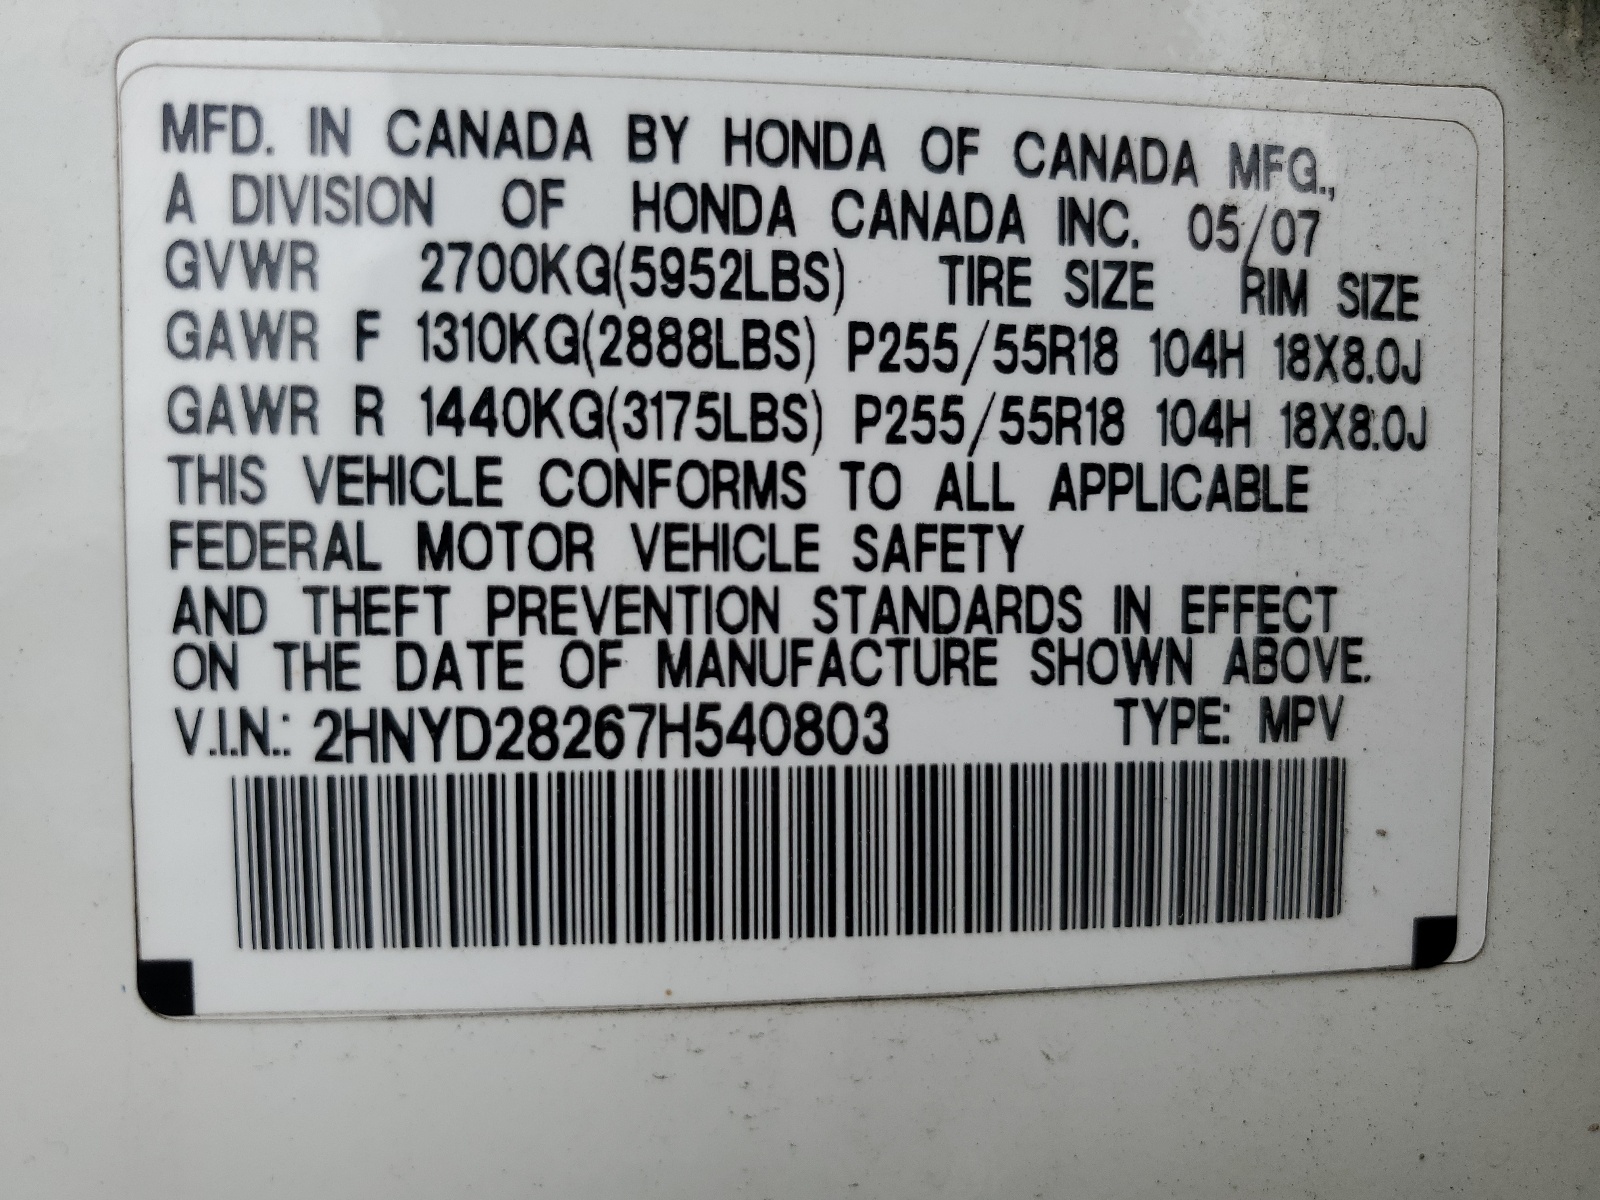 MFD. IN CANADA BY HONDA OF CANADA MFG.,
A DIVISION OF HONDA CANADA INC. 05/07
GVWR 2700KG(5952LBS) TIRE SIZE RIM SIZE
GAWR F 1310KG(2888LBS) P255/55R18 104H 18X8.0J
GAWR R 1440KG(3175LBS) P255/55R18 104H 18X8.0J
THIS VEHICLE CONFORMS TO ALL APPLICABLE
FEDERAL MOTOR VEHICLE SAFETY
AND THEFT PREVENTION STANDARDS IN EFFECT
ON THE DATE OF MANUFACTURE SHOWN ABOVE.
V.I.N.: 2HNYD28267H540803 TYPE: MPV